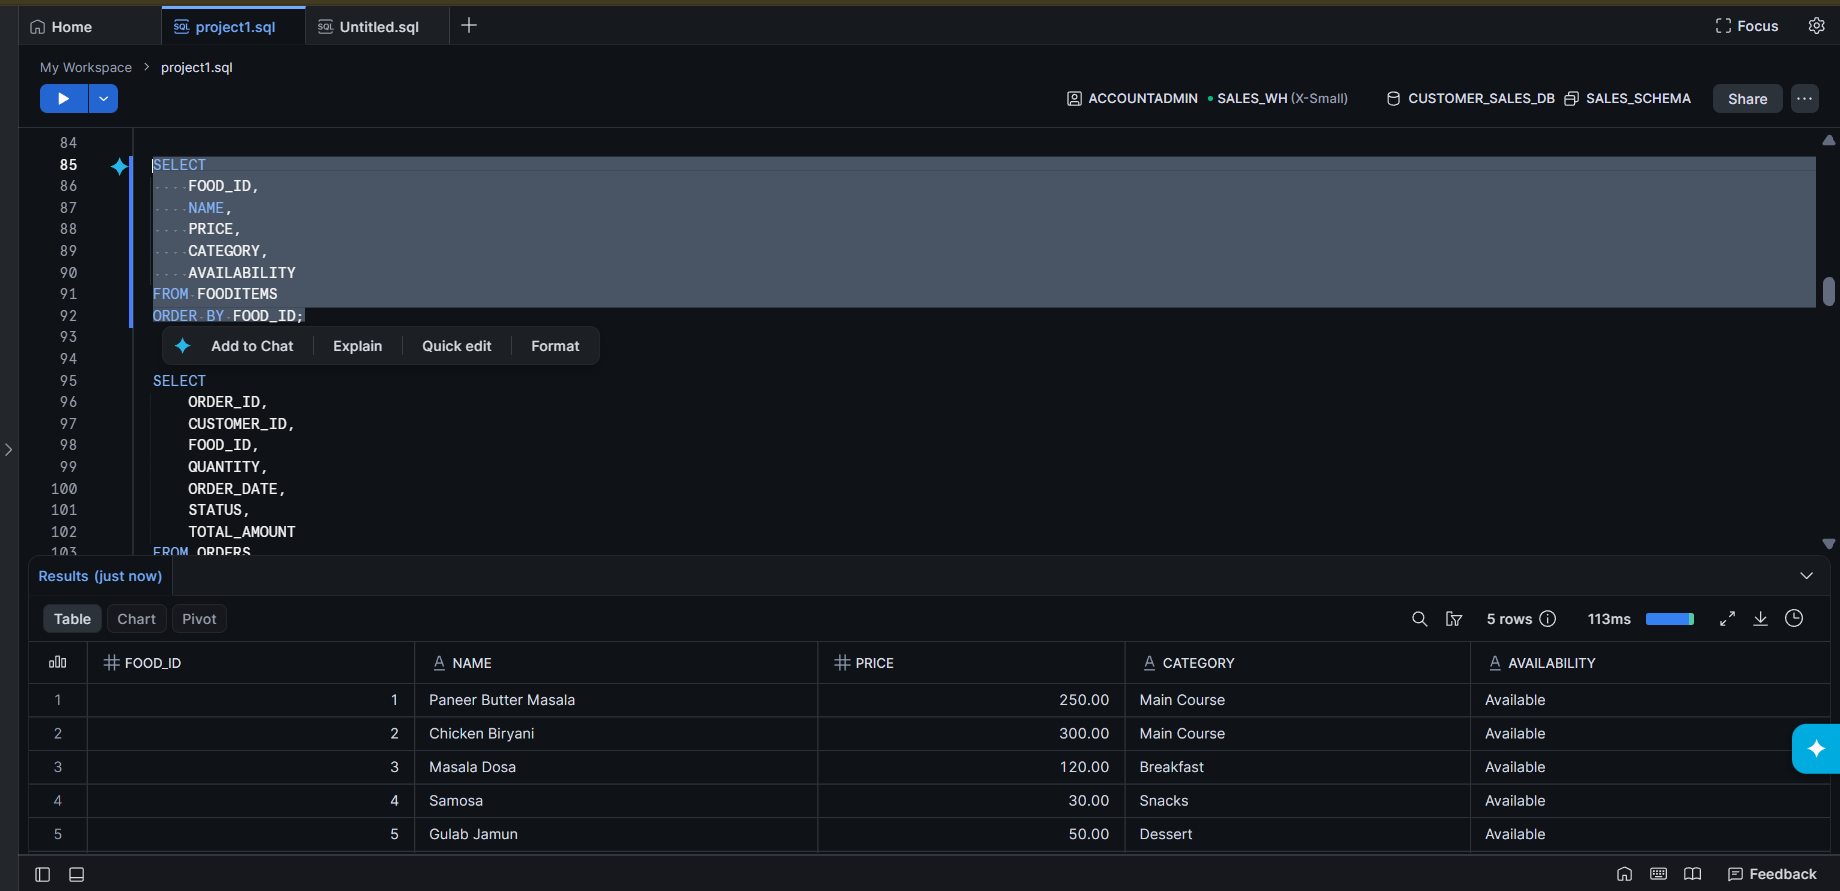 Home
SQL project1.sql
SQL Untitled.sql
Focus
My Workspace > project1.sql
ACCOUNTADMIN • SALES_WH (X-Small) CUSTOMER_SALES_DB SALES_SCHEMA Share ...
84
85 SELECT
86 FOOD_ID,
87 NAME,
88 PRICE,
89 CATEGORY,
90 AVAILABILITY
91 FROM FOODITEMS
92 ORDER BY FOOD_ID;
93
Add to Chat Explain Quick edit Format
94
95 SELECT
96 ORDER_ID,
97 CUSTOMER_ID,
98 FOOD_ID,
99 QUANTITY,
100 ORDER_DATE,
101 STATUS,
102 TOTAL_AMOUNT
103 FROM ORDERS
Results (just now)
Table Chart Pivot 5 rows 113ms
# FOOD_ID A NAME # PRICE A CATEGORY A AVAILABILITY
1 1 Paneer Butter Masala 250.00 Main Course Available
2 2 Chicken Biryani 300.00 Main Course Available
3 3 Masala Dosa 120.00 Breakfast Available
4 4 Samosa 30.00 Snacks Available
5 5 Gulab Jamun 50.00 Dessert Available
Feedback